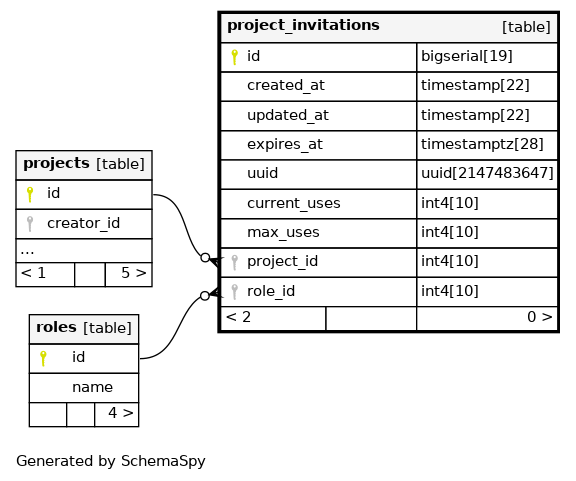 project_invitations [table]
id bigserial[19]
created_at timestamp[22]
updated_at timestamp[22]
expires_at timestamptz[28]
uuid uuid[2147483647]
current_uses int4[10]
max_uses int4[10]
project_id int4[10]
role_id int4[10]
< 2 0 >
projects [table]
id
creator_id
...
< 1 5 >
roles [table]
id
name
4 >
Generated by SchemaSpy